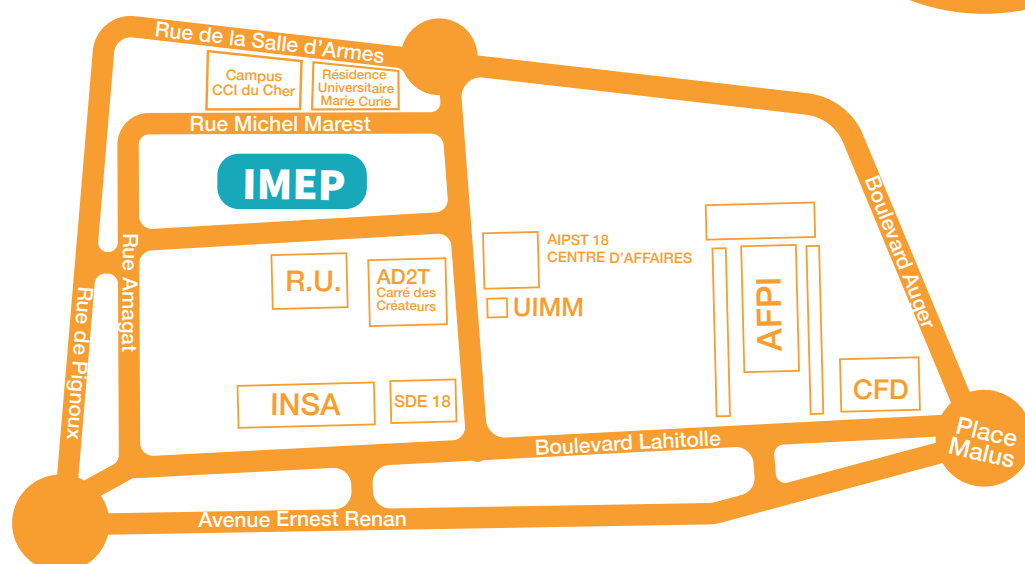 Rue de la Salle d'Armes
Campus
CCI du Cher
Résidence
Universitaire
Marie Curie
Rue Michel Marest
IMEP
Boulevard Auger
Rue Amagat
Rue de Pignoux
R.U.
AD2T
Carré des
Créateurs
AIPST 18
CENTRE D'AFFAIRES
UIMM
AFPI
INSA
SDE 18
CFD
Boulevard Lahitolle
Place
Malus
Avenue Ernest Renan